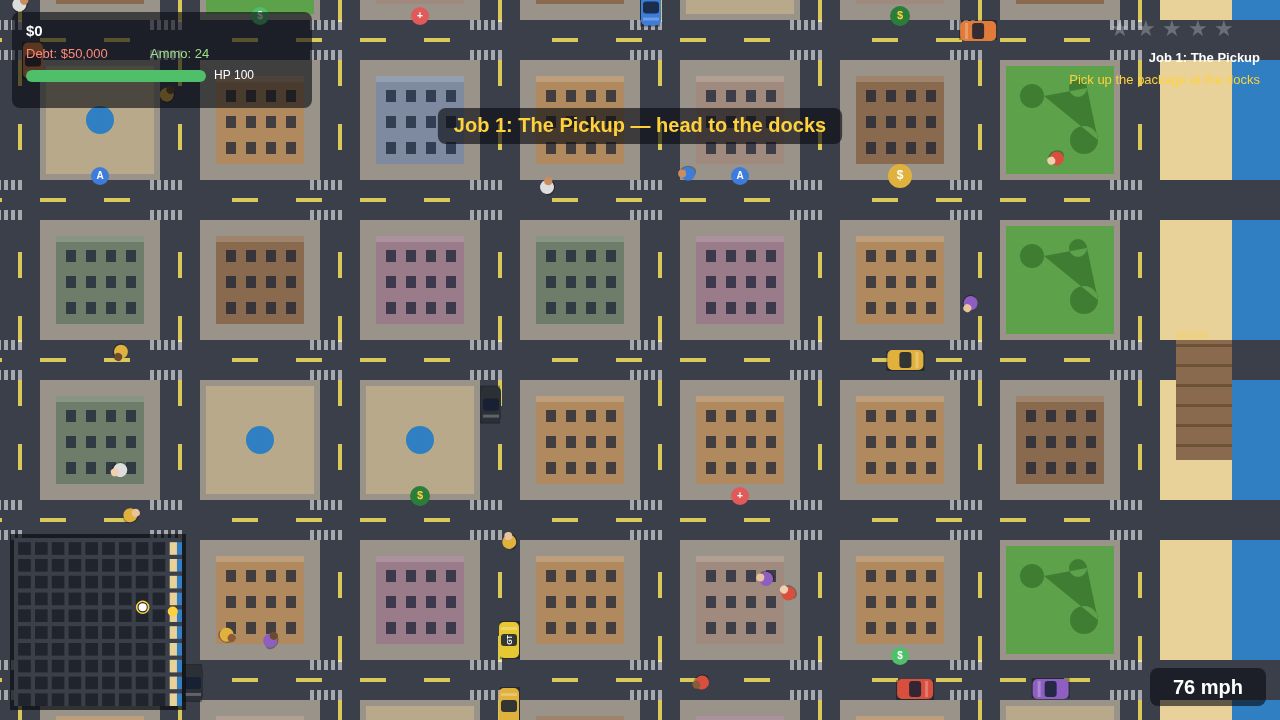 $0
Debt: $50,000 Ammo: 24
HP 100
Job 1: The Pickup
Pick up the package at the docks
Job 1: The Pickup — head to the docks
$
+
$
A
A
$
$
+
GT
$
76 mph